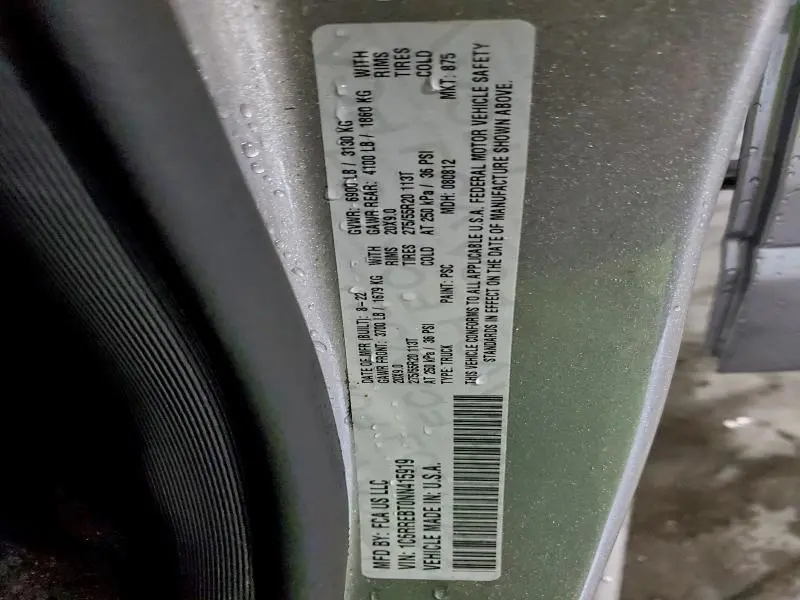 MFD BY: FCA US LLC
VIN: 1C6RREBT0NN415919
VEHICLE MADE IN: U.S.A.
DATE OF MFR (BUILT): 8-22
GVWR: 6900 LB / 3130 KG
GAWR FRONT: 3700 LB / 1679 KG WITH
20X9.0 RIMS
275/55R20 113T TIRES
AT 250 kPa / 36 PSI COLD
GAWR REAR: 4100 LB / 1860 KG WITH
20X9.0 RIMS
275/55R20 113T TIRES
AT 250 kPa / 36 PSI COLD
TYPE: TRUCK PAINT: PSC MDH: 080812 MKT: 875
THIS VEHICLE CONFORMS TO ALL APPLICABLE U.S.A. FEDERAL MOTOR VEHICLE SAFETY
STANDARDS IN EFFECT ON THE DATE OF MANUFACTURE SHOWN ABOVE.